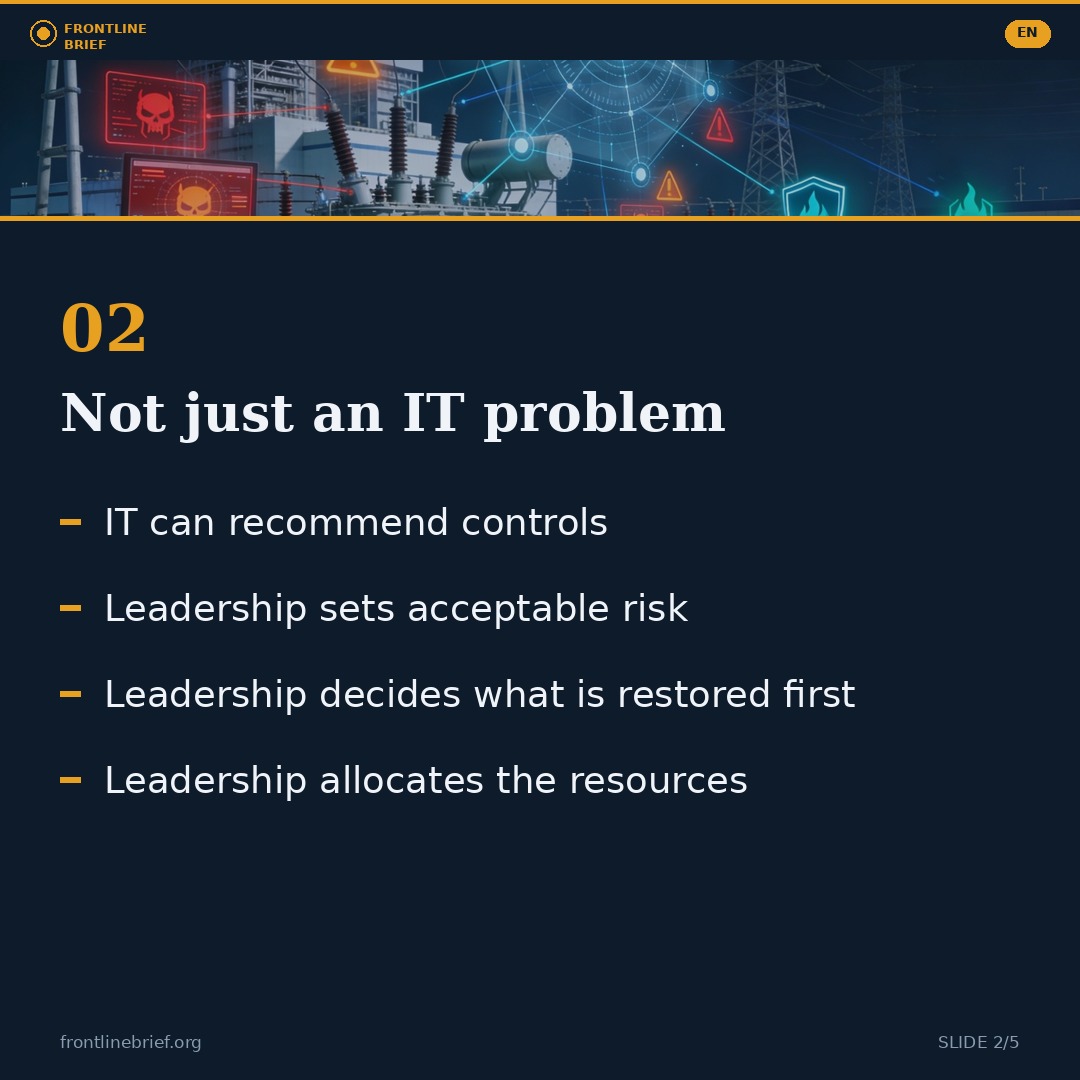 FRONTLINE
BRIEF
EN
02
Not just an IT problem
IT can recommend controls
Leadership sets acceptable risk
Leadership decides what is restored first
Leadership allocates the resources
frontlinebrief.org
SLIDE 2/5